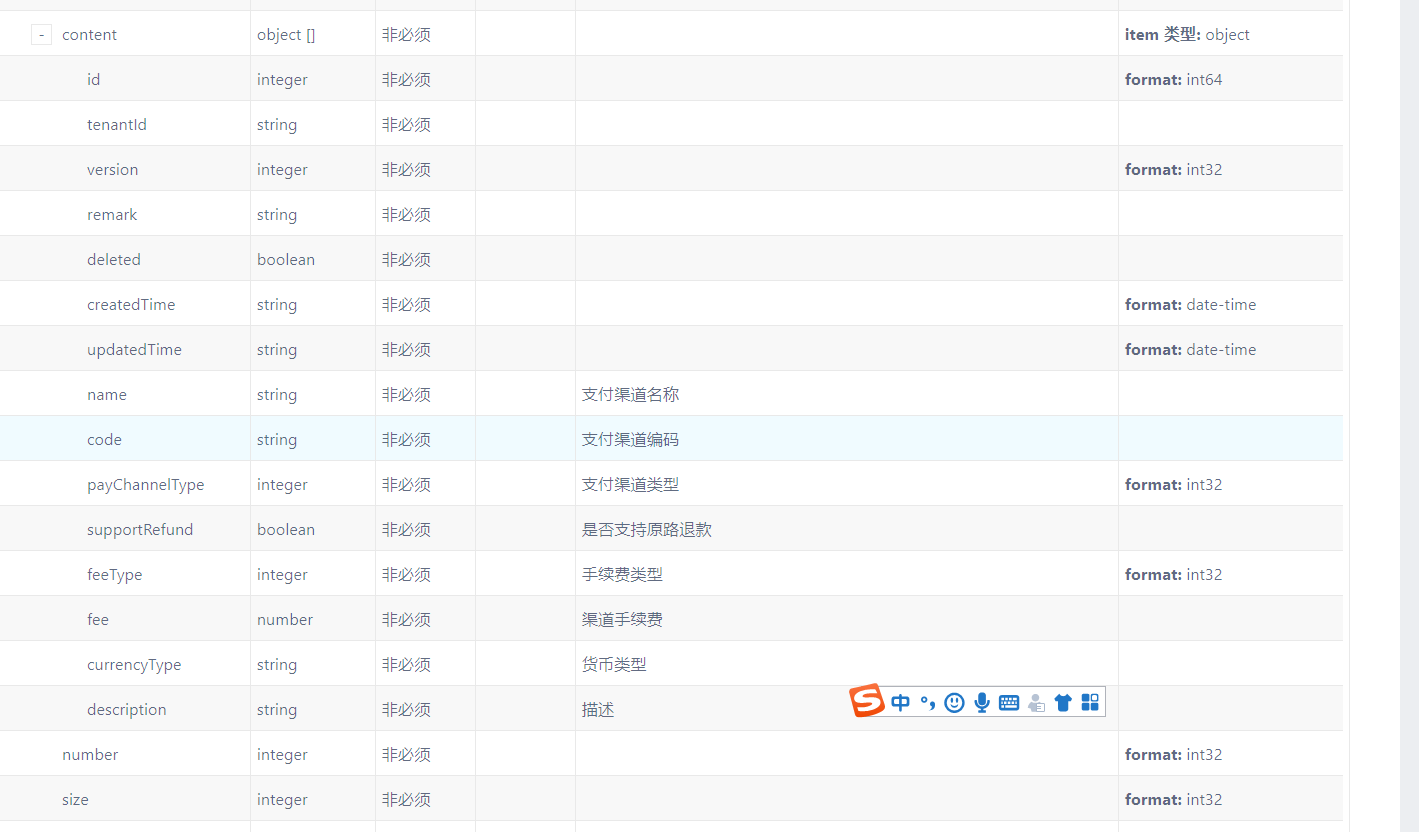 - content object [] 非必须 item 类型: object
id integer 非必须 format: int64
tenantId string 非必须
version integer 非必须 format: int32
remark string 非必须
deleted boolean 非必须
createdTime string 非必须 format: date-time
updatedTime string 非必须 format: date-time
name string 非必须 支付渠道名称
code string 非必须 支付渠道编码
payChannelType integer 非必须 支付渠道类型 format: int32
supportRefund boolean 非必须 是否支持原路退款
feeType integer 非必须 手续费类型 format: int32
fee number 非必须 渠道手续费
currencyType string 非必须 货币类型
description string 非必须 描述 S 中 °,
number integer 非必须 format: int32
size integer 非必须 format: int32